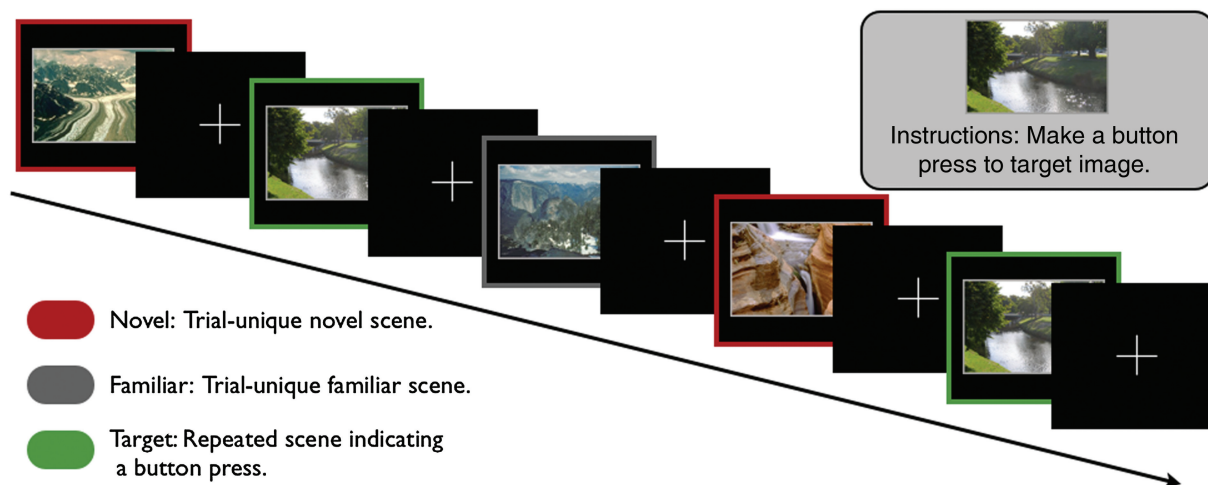 Instructions: Make a button
press to target image.
Novel: Trial-unique novel scene.
Familiar: Trial-unique familiar scene.
Target: Repeated scene indicating
a button press.